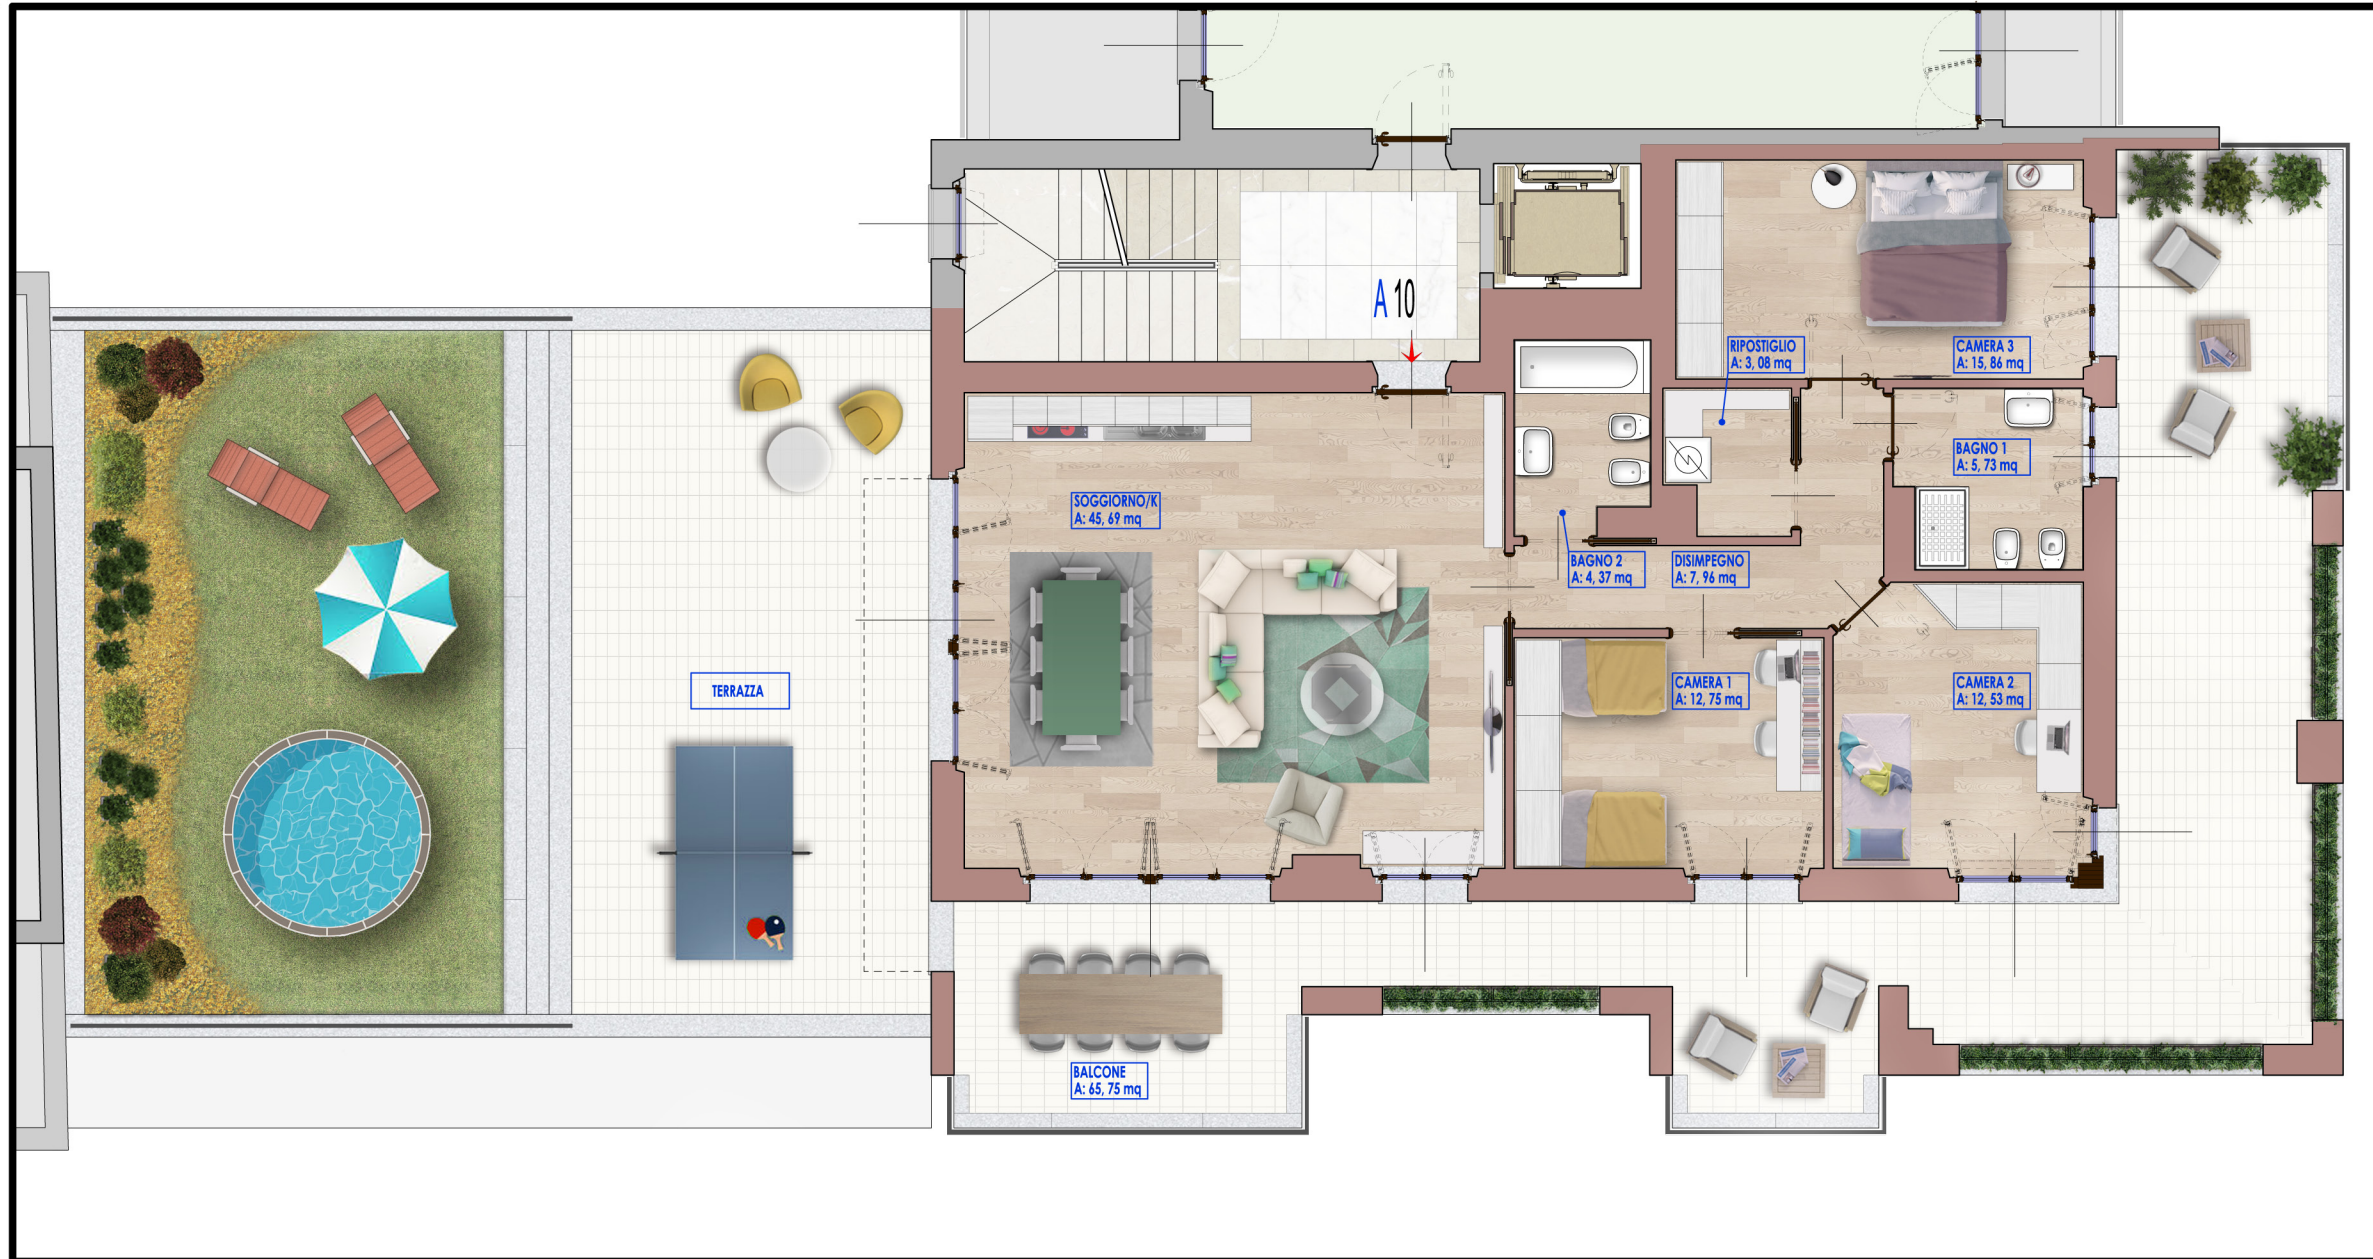 A 10
RIPOSTIGLIO
A: 3, 08 mq
CAMERA 3
A: 15, 86 mq
BAGNO 1
A: 5, 73 mq
SOGGIORNO/K
A: 45, 69 mq
BAGNO 2
A: 4, 37 mq
DISIMPEGNO
A: 7, 96 mq
TERRAZZA
CAMERA 1
A: 12, 75 mq
CAMERA 2
A: 12, 53 mq
BALCONE
A: 65, 75 mq